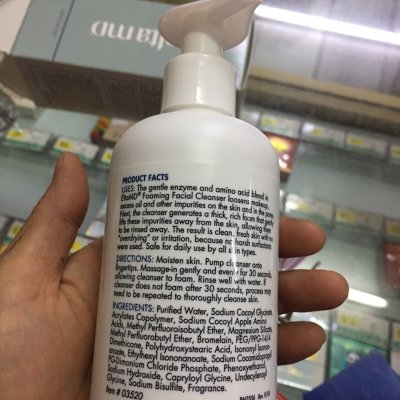 lta MD
SKINCARE
PRODUCT FACTS
USES: The gentle enzyme and amino acid blend in
EltaMD® Foaming Facial Cleanser loosens makeup,
excess oil and other impurities on the skin and in the pores.
Next, the cleanser generates a thick, rich foam that gently
lifts these impurities away from the skin, allowing them
to be rinsed away. The result is clean, fresh skin with no
"overdrying" or irritation, because no harsh surfactants
were used. Safe for daily use by all skin types.
DIRECTIONS: Moisten skin. Pump cleanser onto
fingertips. Massage-in gently and evenly for 30 seconds,
allowing cleanser to foam. Rinse well with water. If
cleanser does not foam after 30 seconds, process may
need to be repeated to thoroughly cleanse skin.
INGREDIENTS: Purified Water, Sodium Cocoyl Glycinate,
Acrylates Copolymer, Sodium Cocoyl Apple Amino
Acids, Methyl Perfluoroisobutyl Ether, Magnesium Silicate,
Methyl Perfluorobutyl Ether, Bromelain, PEG/PPG-14/4
Dimethicone, Polyhydroxystearic Acid, Isononyl Isonon-
anoate, Ethylhexyl Isononanoate, Sodium Cocamidopropyl
PG-Dimonium Chloride Phosphate, Phenoxyethanol,
Sodium Hydroxide, Caprylyl Glycine, Undecylenoyl
Glycine, Sodium Bisulfite, Fragrance.
Item # 03520